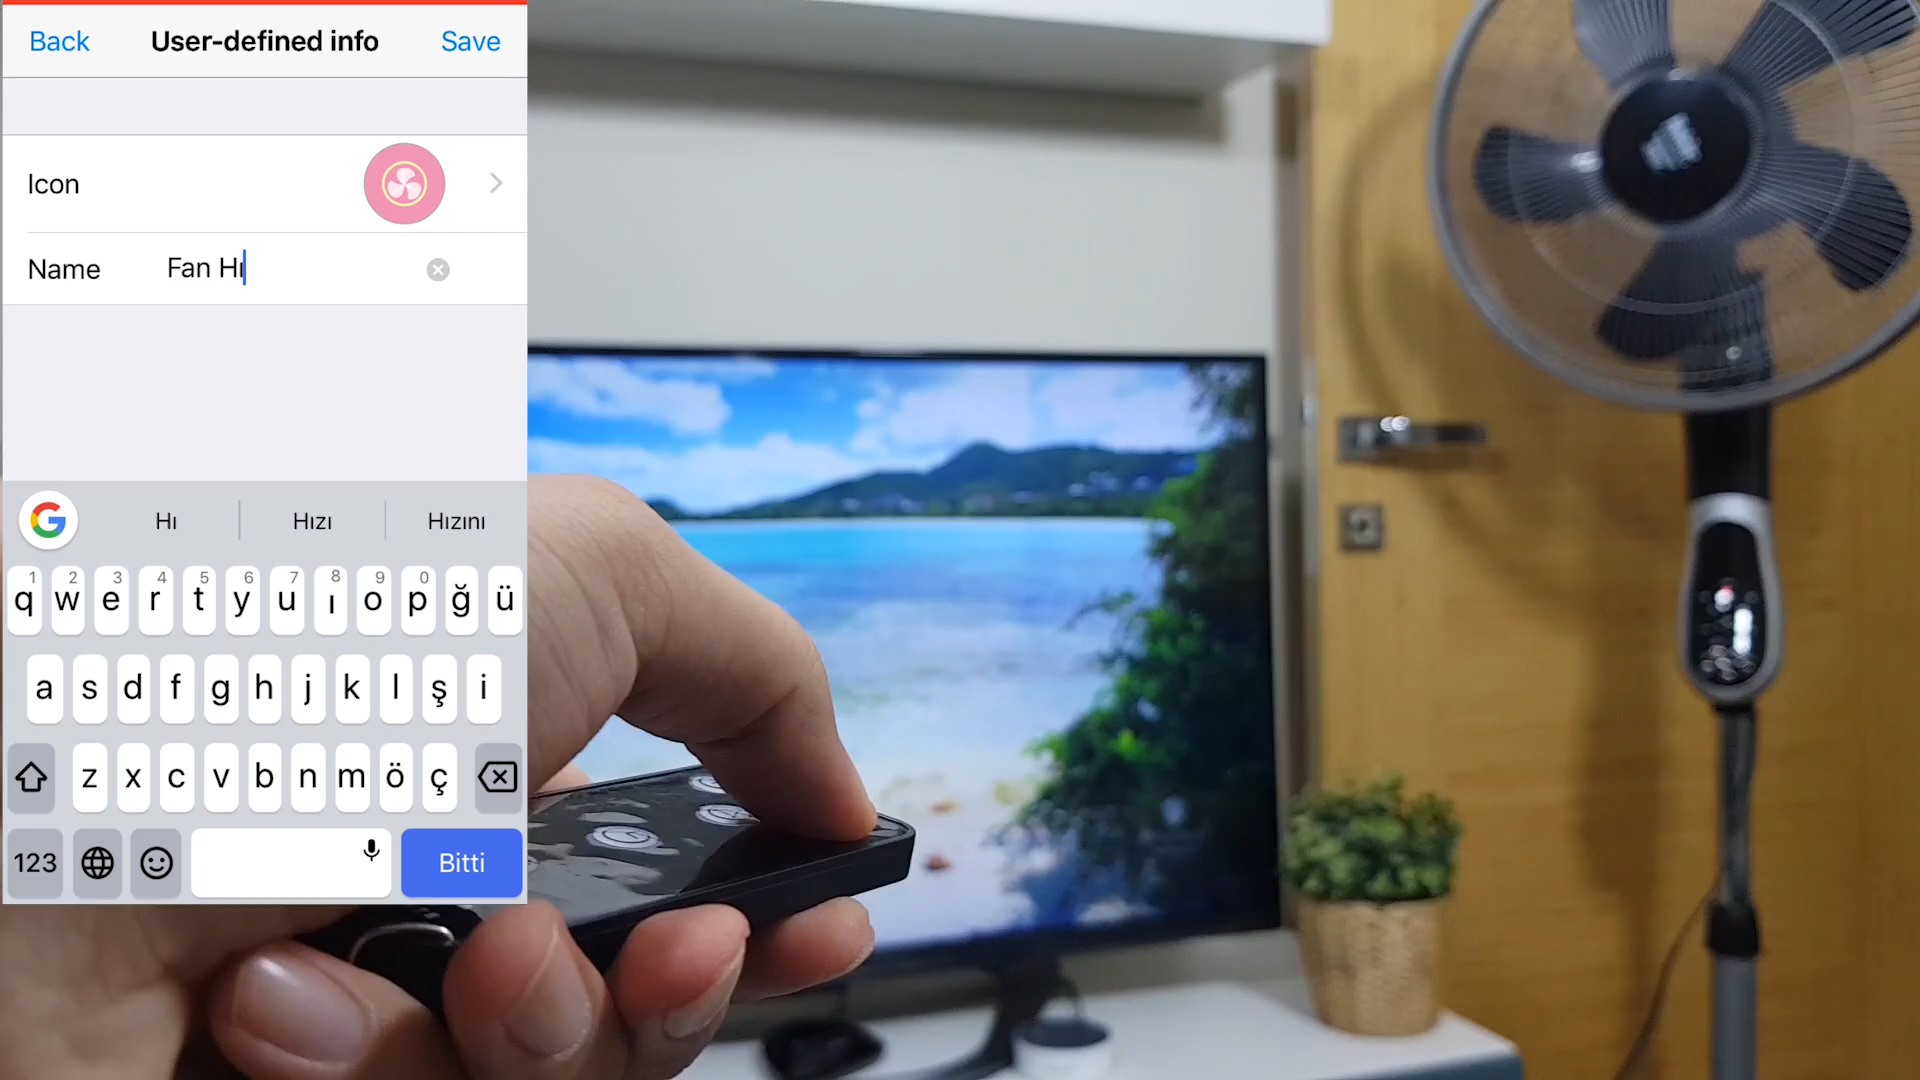 Back User-defined info Save
Icon
Name Fan Hı
Hı Hızı Hızını
1 2 3 4 5 6 7 8 9 0
q w e r t y u ı o p ğ ü
a s d f g h j k l ş i
z x c v b n m ö ç
123 Bitti